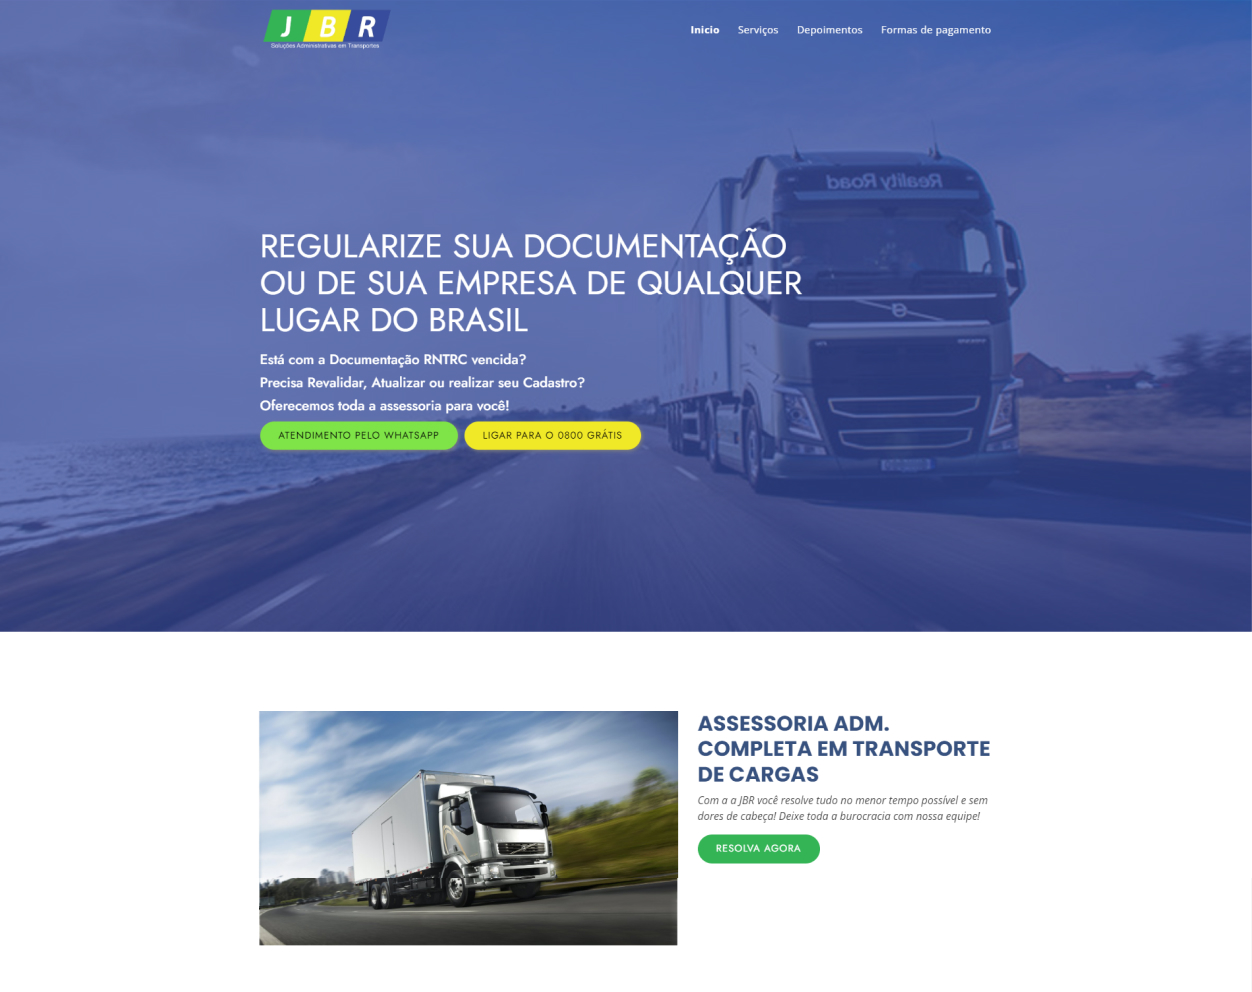 JBR
Soluções Administrativas em Transportes
Inicio
Serviços
Depoimentos
Formas de pagamento
Reality Road
REGULARIZE SUA DOCUMENTAÇÃO
OU DE SUA EMPRESA DE QUALQUER
LUGAR DO BRASIL
Está com a Documentação RNTRC vencida?
Precisa Revalidar, Atualizar ou realizar seu Cadastro?
Oferecemos toda a assessoria para você!
ATENDIMENTO PELO WHATSAPP
LIGAR PARA O 0800 GRÁTIS
ASSESSORIA ADM.
COMPLETA EM TRANSPORTE
DE CARGAS
Com a a JBR você resolve tudo no menor tempo possível e sem
dores de cabeça! Deixe toda a burocracia com nossa equipe!
RESOLVA AGORA